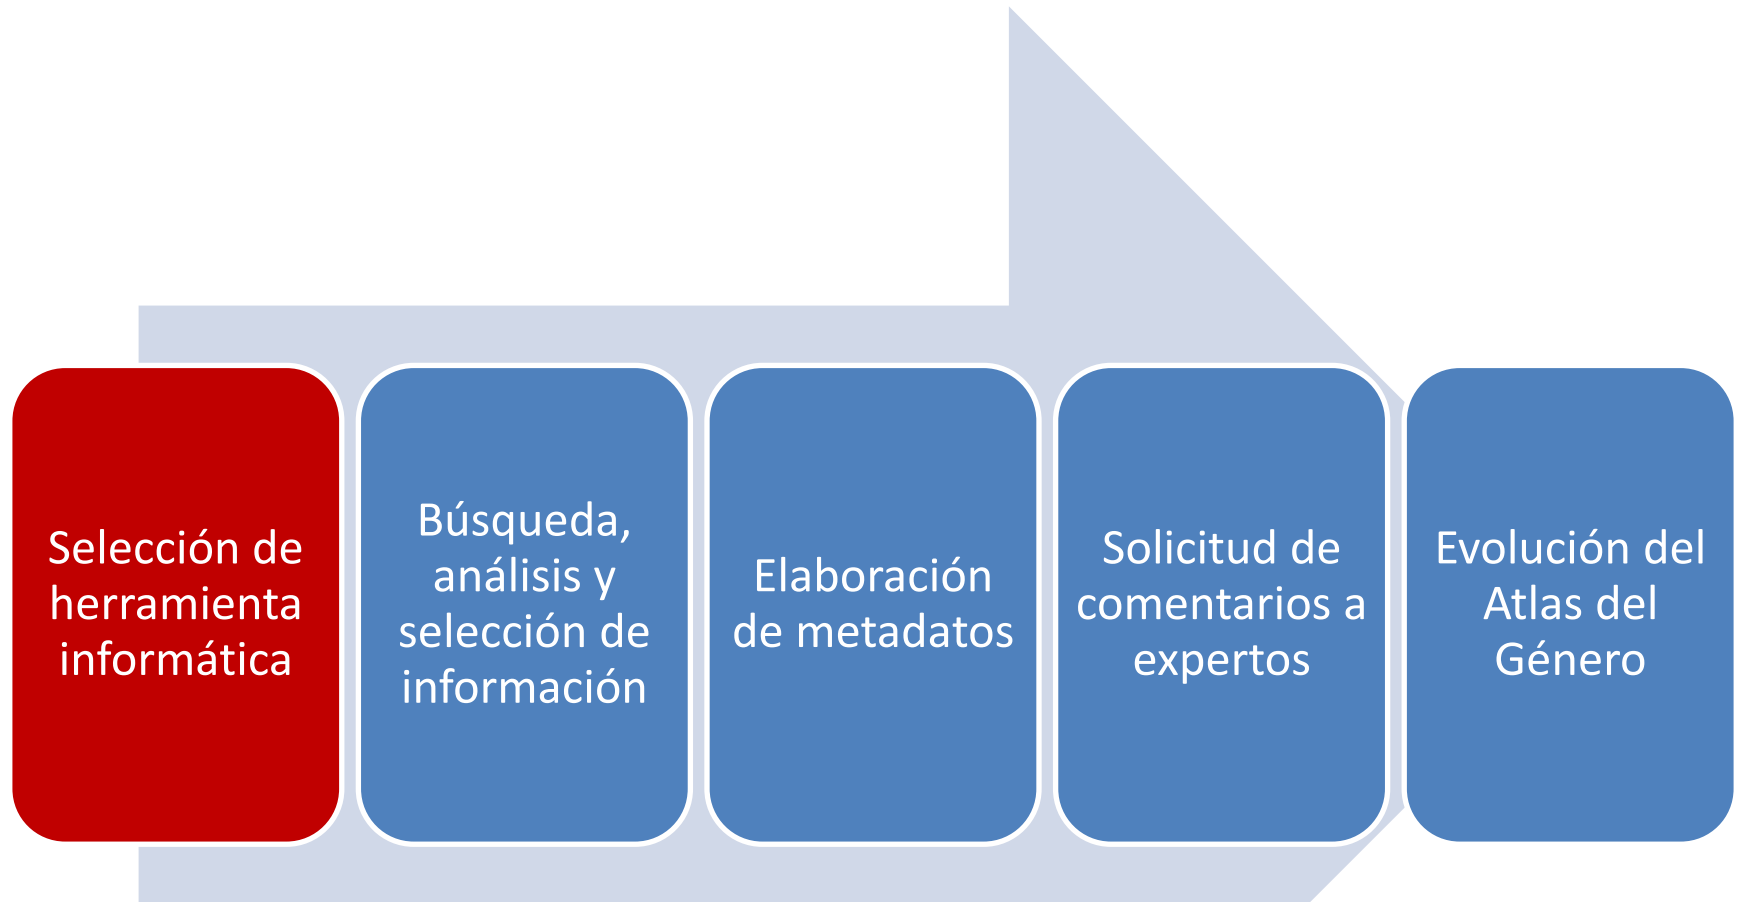 Selección de
herramienta
informática
Búsqueda,
análisis y
selección de
información
Elaboración
de metadatos
Solicitud de
comentarios a
expertos
Evolución del
Atlas del
Género